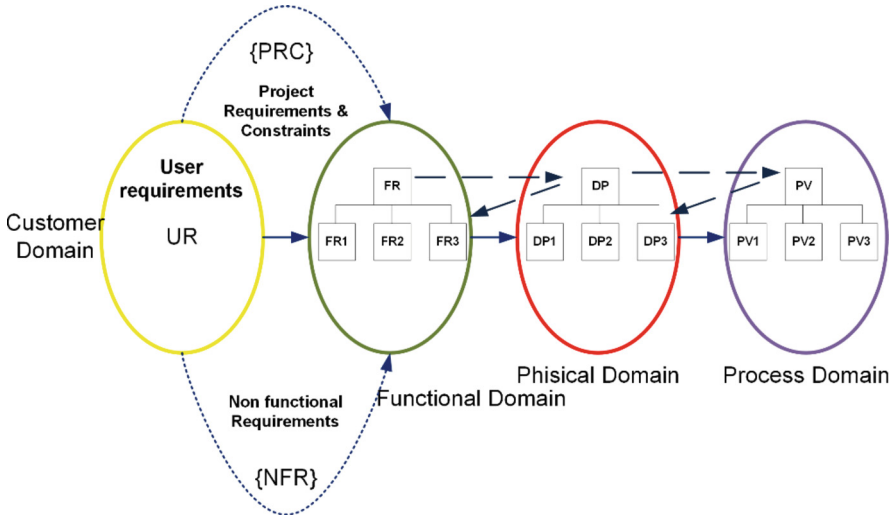 {PRC}
Project
Requirements &
Constraints
User
requirements
UR
Customer
Domain
FR
FR1
FR2
FR3
DP
DP1
DP2
DP3
PV
PV1
PV2
PV3
Phisical Domain
Process Domain
Functional Domain
Non functional
Requirements
{NFR}